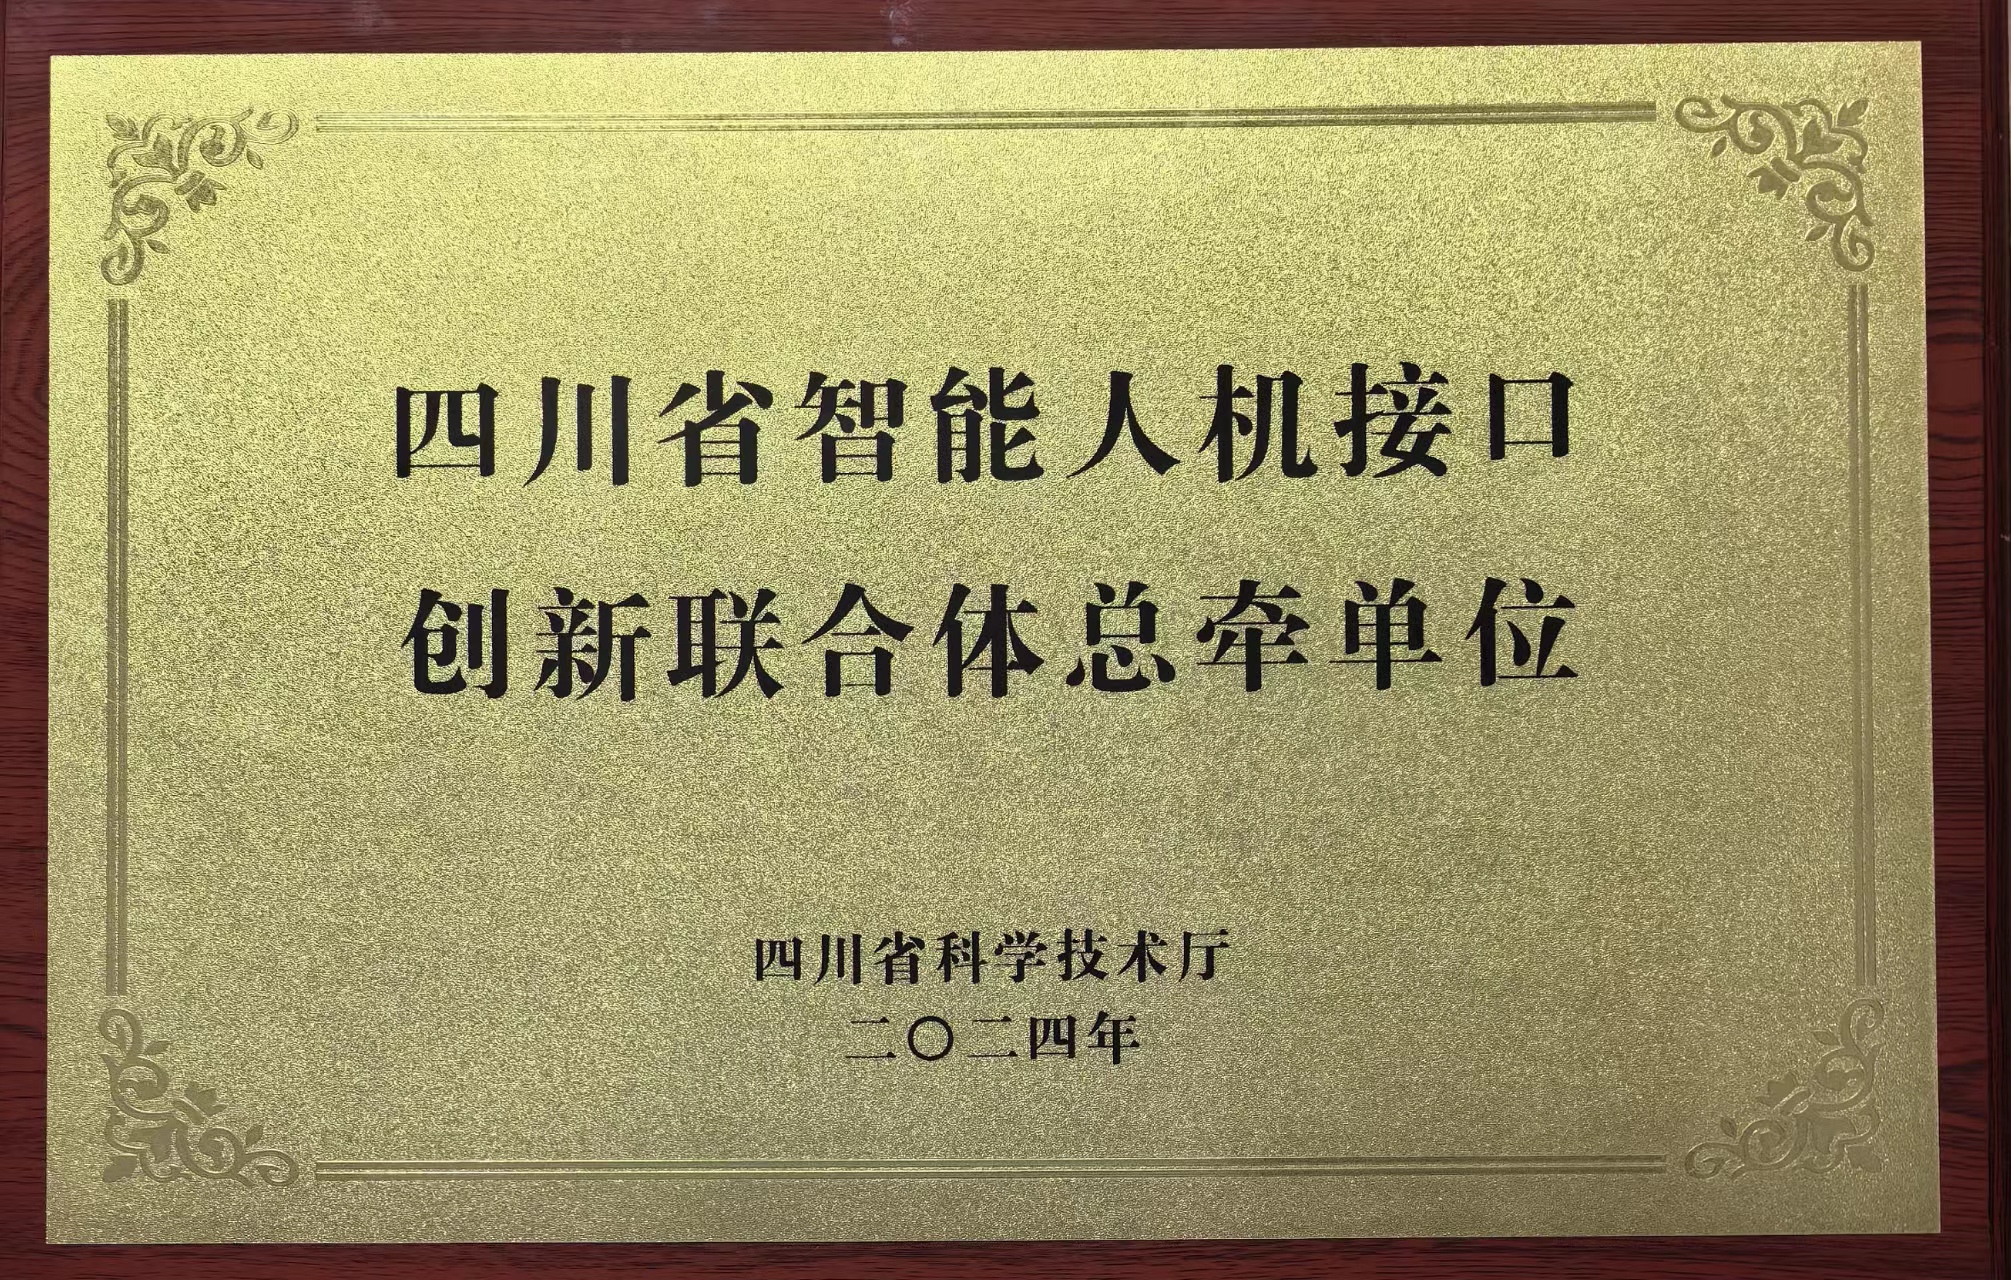 四川省智能人机接口
创新联合体总牵单位
四川省科学技术厅
二〇二四年